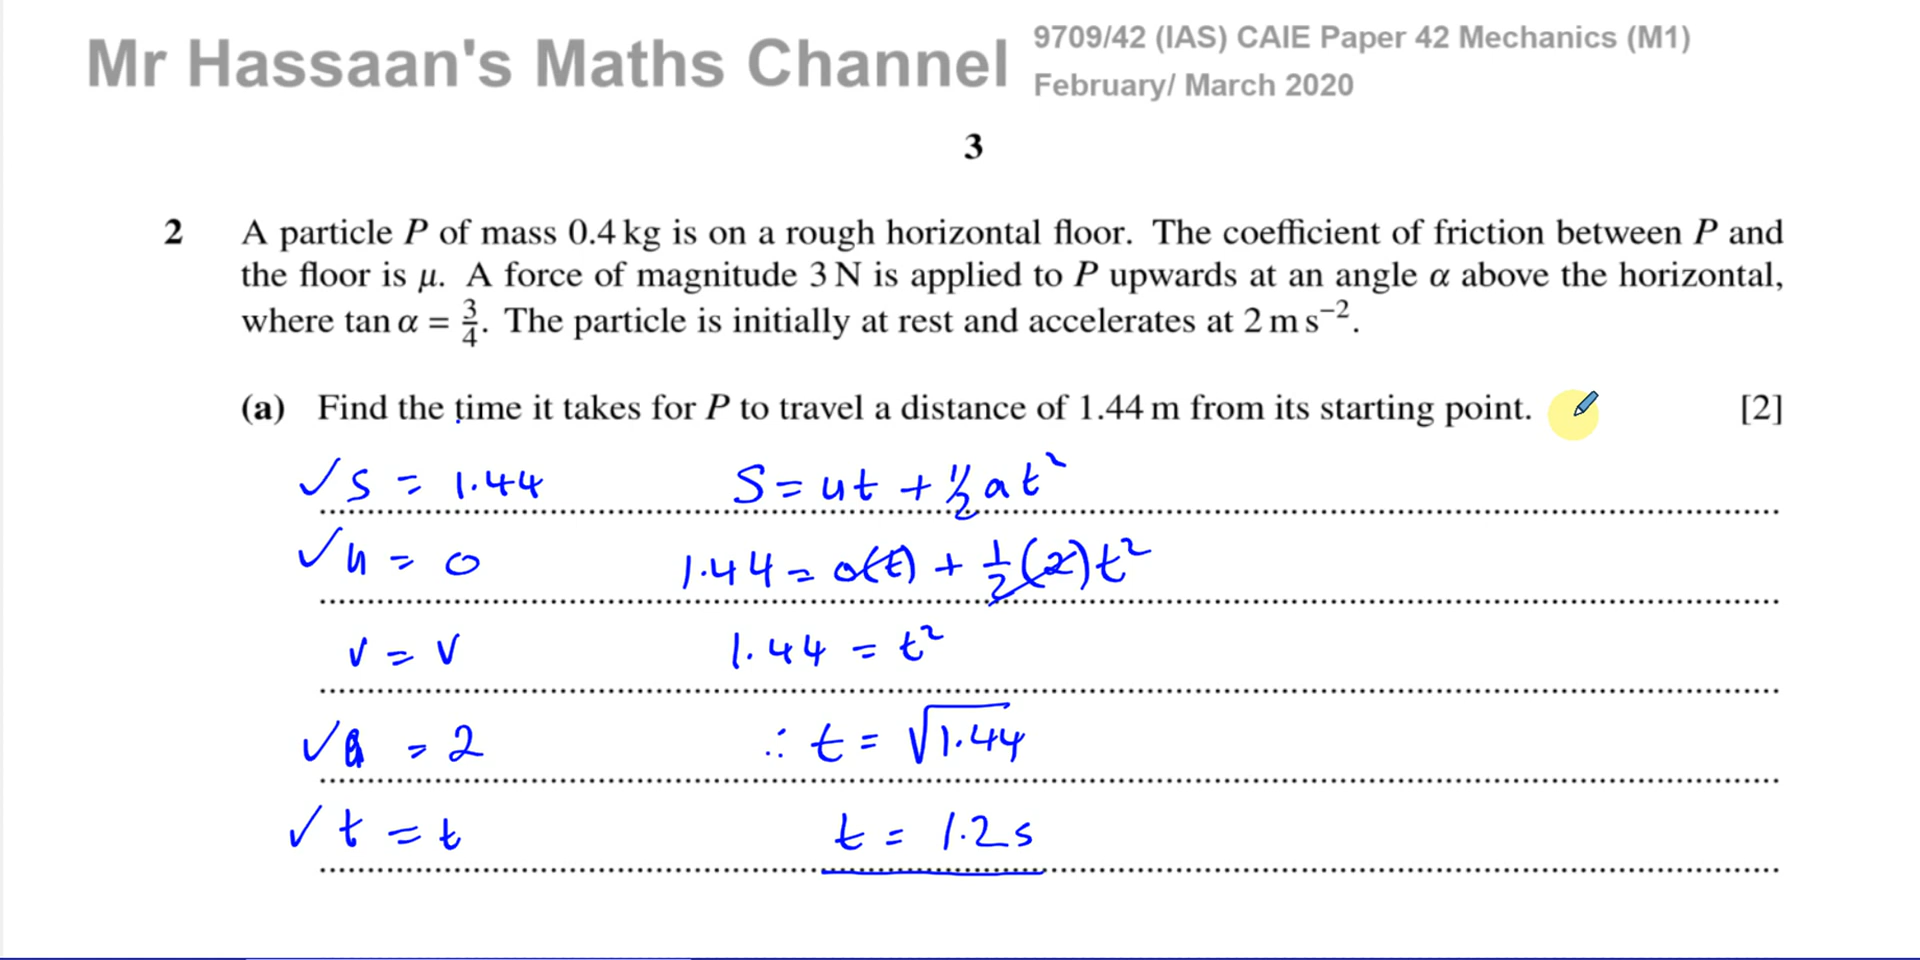 Mr Hassaan's Maths Channel
9709/42 (IAS) CAIE Paper 42 Mechanics (M1)
February/ March 2020
3
2 A particle P of mass 0.4 kg is on a rough horizontal floor. The coefficient of friction between P and
the floor is μ. A force of magnitude 3 N is applied to P upwards at an angle α above the horizontal,
where tan α = 3/4. The particle is initially at rest and accelerates at 2 m s⁻².
(a) Find the time it takes for P to travel a distance of 1.44 m from its starting point. [2]
✓ s = 1.44 S = ut + ½at²
✓ u = 0 1.44 = 0(t) + ½(2)t²
v = v 1.44 = t²
✓ a = 2 ∴ t = √1.44
✓ t = t t = 1.2 s